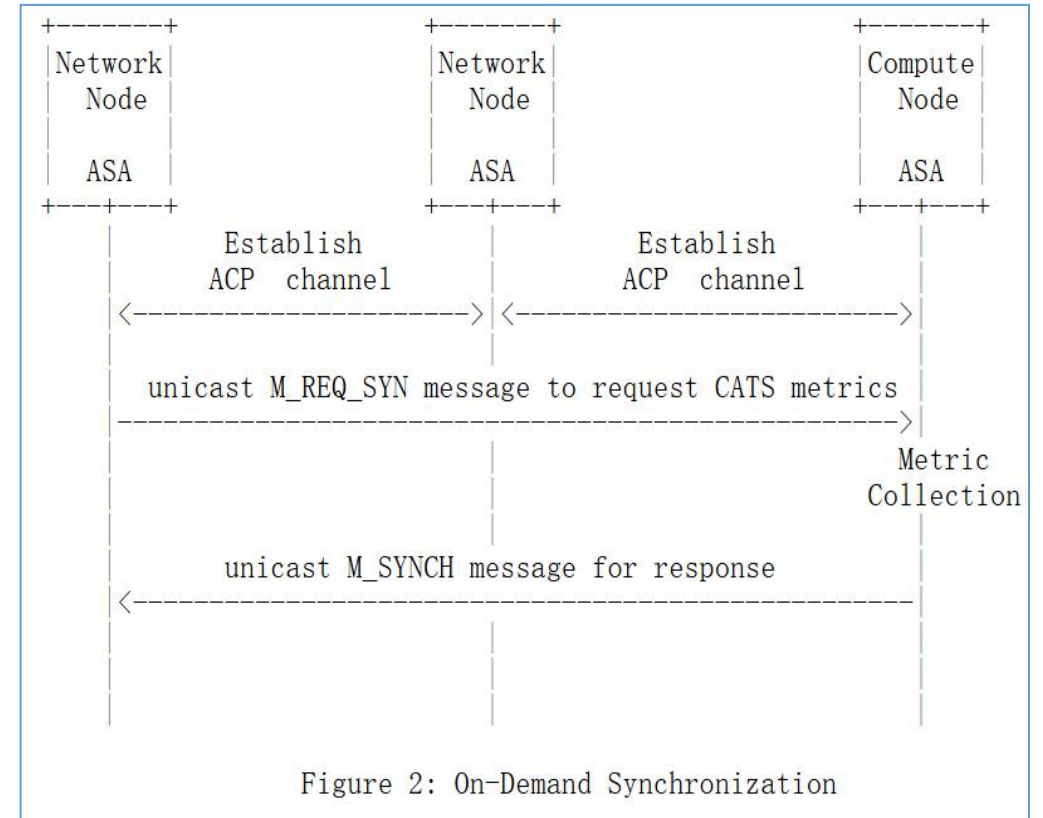 Network Network Compute
Node Node Node
ASA ASA ASA
Establish Establish
ACP channel ACP channel
unicast M_REQ_SYN message to request CATS metrics
Metric
Collection
unicast M_SYNCH message for response
Figure 2: On-Demand Synchronization